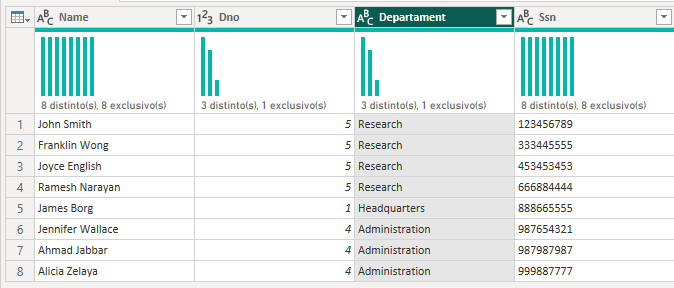 ABC Name 123 Dno ABC Departament ABC Ssn
8 distinto(s), 8 exclusivo(s) 3 distinto(s), 1 exclusivo(s) 3 distinto(s), 1 exclusivo(s) 8 distinto(s), 8 exclusivo(s)
1 John Smith 5 Research 123456789
2 Franklin Wong 5 Research 333445555
3 Joyce English 5 Research 453453453
4 Ramesh Narayan 5 Research 666884444
5 James Borg 1 Headquarters 888665555
6 Jennifer Wallace 4 Administration 987654321
7 Ahmad Jabbar 4 Administration 987987987
8 Alicia Zelaya 4 Administration 999887777